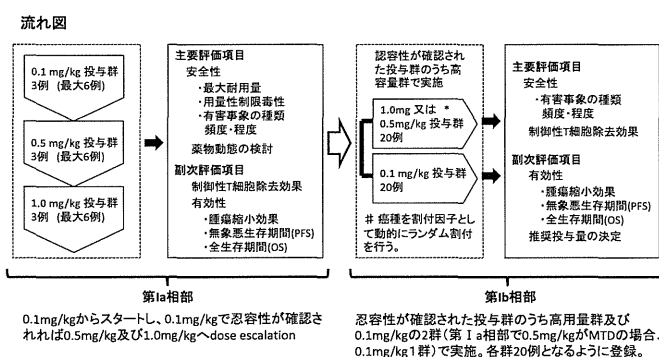 流れ図
0.1 mg/kg 投与群
3例 (最大6例)
0.5 mg/kg 投与群
3例 (最大6例)
1.0 mg/kg 投与群
3例 (最大6例)
主要評価項目
安全性
・最大耐用量
・用量性制限毒性
・有害事象の種類
頻度・程度
薬物動態の検討
副次評価項目
制御性T細胞除去効果
有効性
・腫瘍縮小効果
・無象悪生存期間(PFS)
・全生存期間(OS)
第Ia相部
0.1mg/kgからスタートし、0.1mg/kgで忍容性が確認さ
れれば0.5mg/kg及び1.0mg/kgへdose escalation
認容性が確認され
た投与群のうち高
容量群で実施
1.0mg 又は *
0.5mg/kg 投与群
20例
0.1 mg/kg 投与群
20例
# 癌種を割付因子とし
て動的にランダム割付
を行う。
主要評価項目
安全性
・有害事象の種類
頻度・程度
制御性T細胞除去効果
副次評価項目
有効性
・腫瘍縮小効果
・無象悪生存期間(PFS)
・全生存期間(OS)
推奨投与量の決定
第Ib相部
忍容性が確認された投与群のうち高用量群及び
0.1mg/kgの2群(第Ⅰa相部で0.5mg/kgがMTDの場合、
0.1mg/kg1群)で実施。各群20例となるように登録。